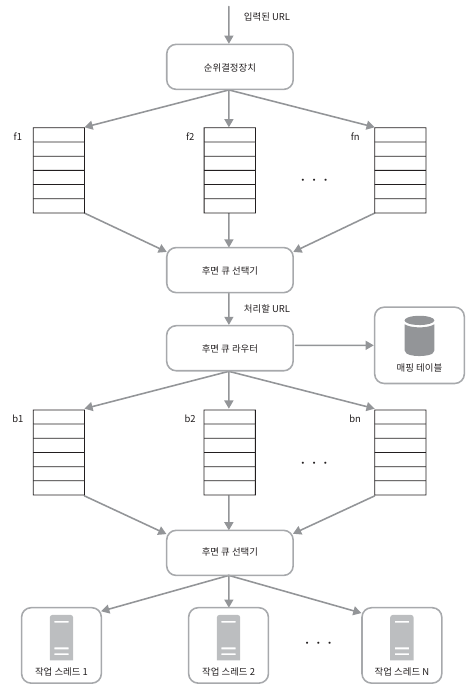 입력된 URL
순위결정장치
f1
f2
fn
. . .
후면 큐 선택기
처리할 URL
후면 큐 라우터
매핑 테이블
b1
b2
bn
. . .
후면 큐 선택기
. . .
작업 스레드 1
작업 스레드 2
작업 스레드 N